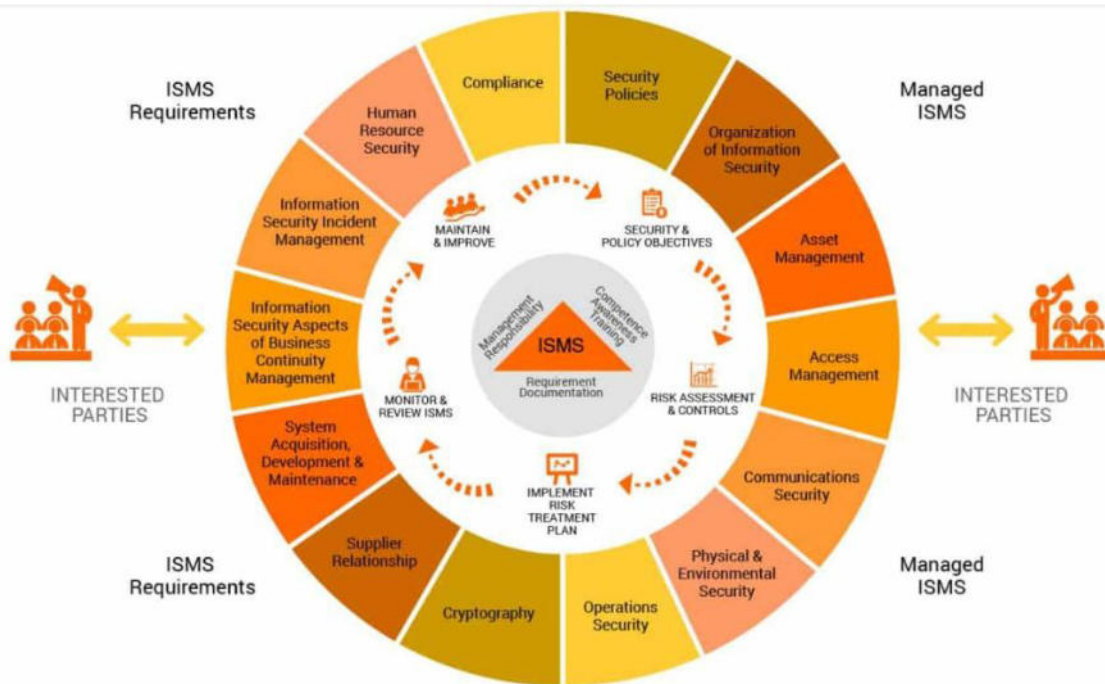 ISMS
Requirements
Managed
ISMS
Compliance
Security
Policies
Organization
of Information
Security
Asset
Management
Access
Management
Communications
Security
Physical &
Environmental
Security
Operations
Security
Cryptography
Supplier
Relationship
System
Acquisition,
Development &
Maintenance
Information
Security Aspects
of Business
Continuity
Management
Information
Security Incident
Management
Human
Resource
Security
MAINTAIN
& IMPROVE
SECURITY &
POLICY OBJECTIVES
RISK ASSESSMENT
& CONTROLS
IMPLEMENT
RISK
TREATMENT
PLAN
MONITOR
& REVIEW ISMS
Management
Responsibility
Competence
Awareness
Training
ISMS
Requirement
Documentation
INTERESTED
PARTIES
INTERESTED
PARTIES
ISMS
Requirements
Managed
ISMS